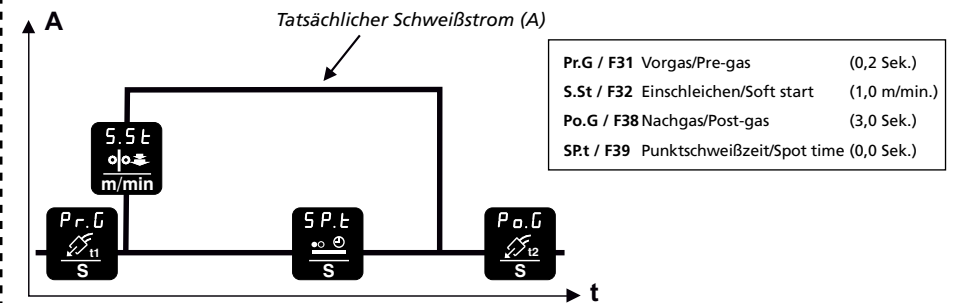 A
Tatsächlicher Schweißstrom (A)
Pr.G / F31 Vorgas/Pre-gas (0,2 Sek.)
S.St / F32 Einschleichen/Soft start (1,0 m/min.)
Po.G / F38 Nachgas/Post-gas (3,0 Sek.)
SP.t / F39 Punktschweißzeit/Spot time (0,0 Sek.)
S.St
m/min
Pr.G
t1
S
SP.t
S
Po.G
t2
S
t